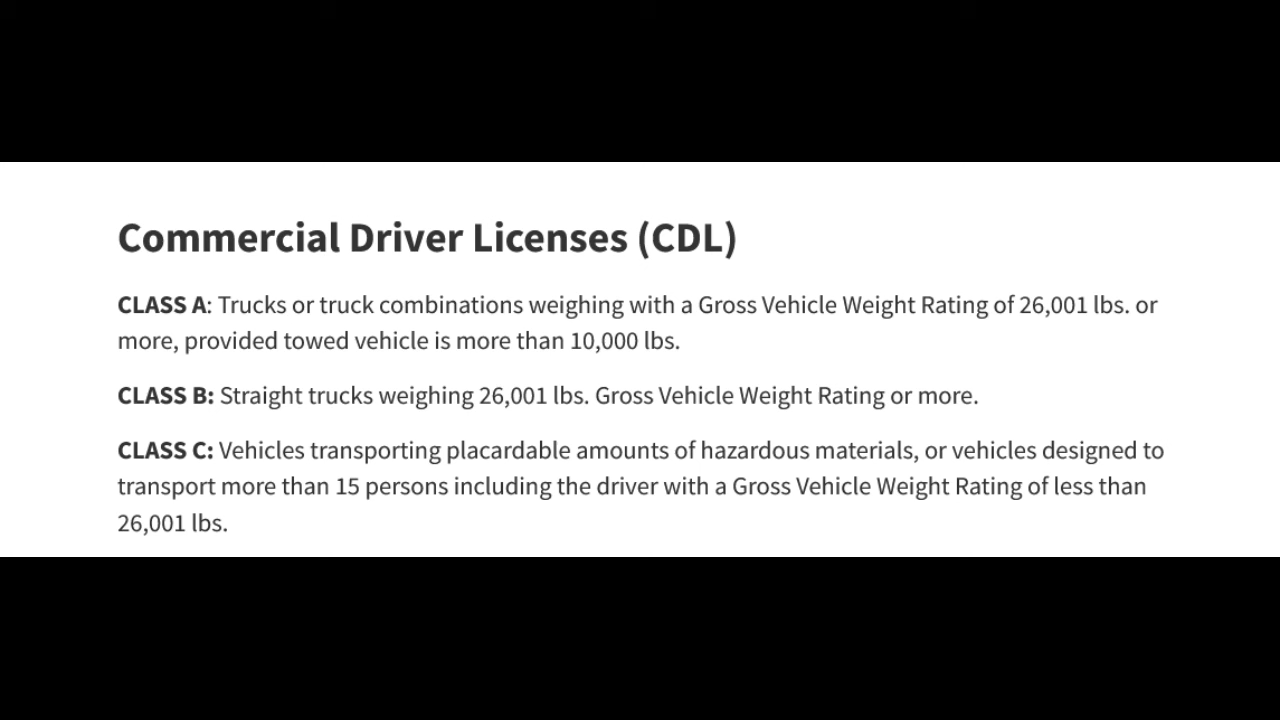 Commercial Driver Licenses (CDL)
CLASS A: Trucks or truck combinations weighing with a Gross Vehicle Weight Rating of 26,001 lbs. or
more, provided towed vehicle is more than 10,000 lbs.
CLASS B: Straight trucks weighing 26,001 lbs. Gross Vehicle Weight Rating or more.
CLASS C: Vehicles transporting placardable amounts of hazardous materials, or vehicles designed to
transport more than 15 persons including the driver with a Gross Vehicle Weight Rating of less than
26,001 lbs.